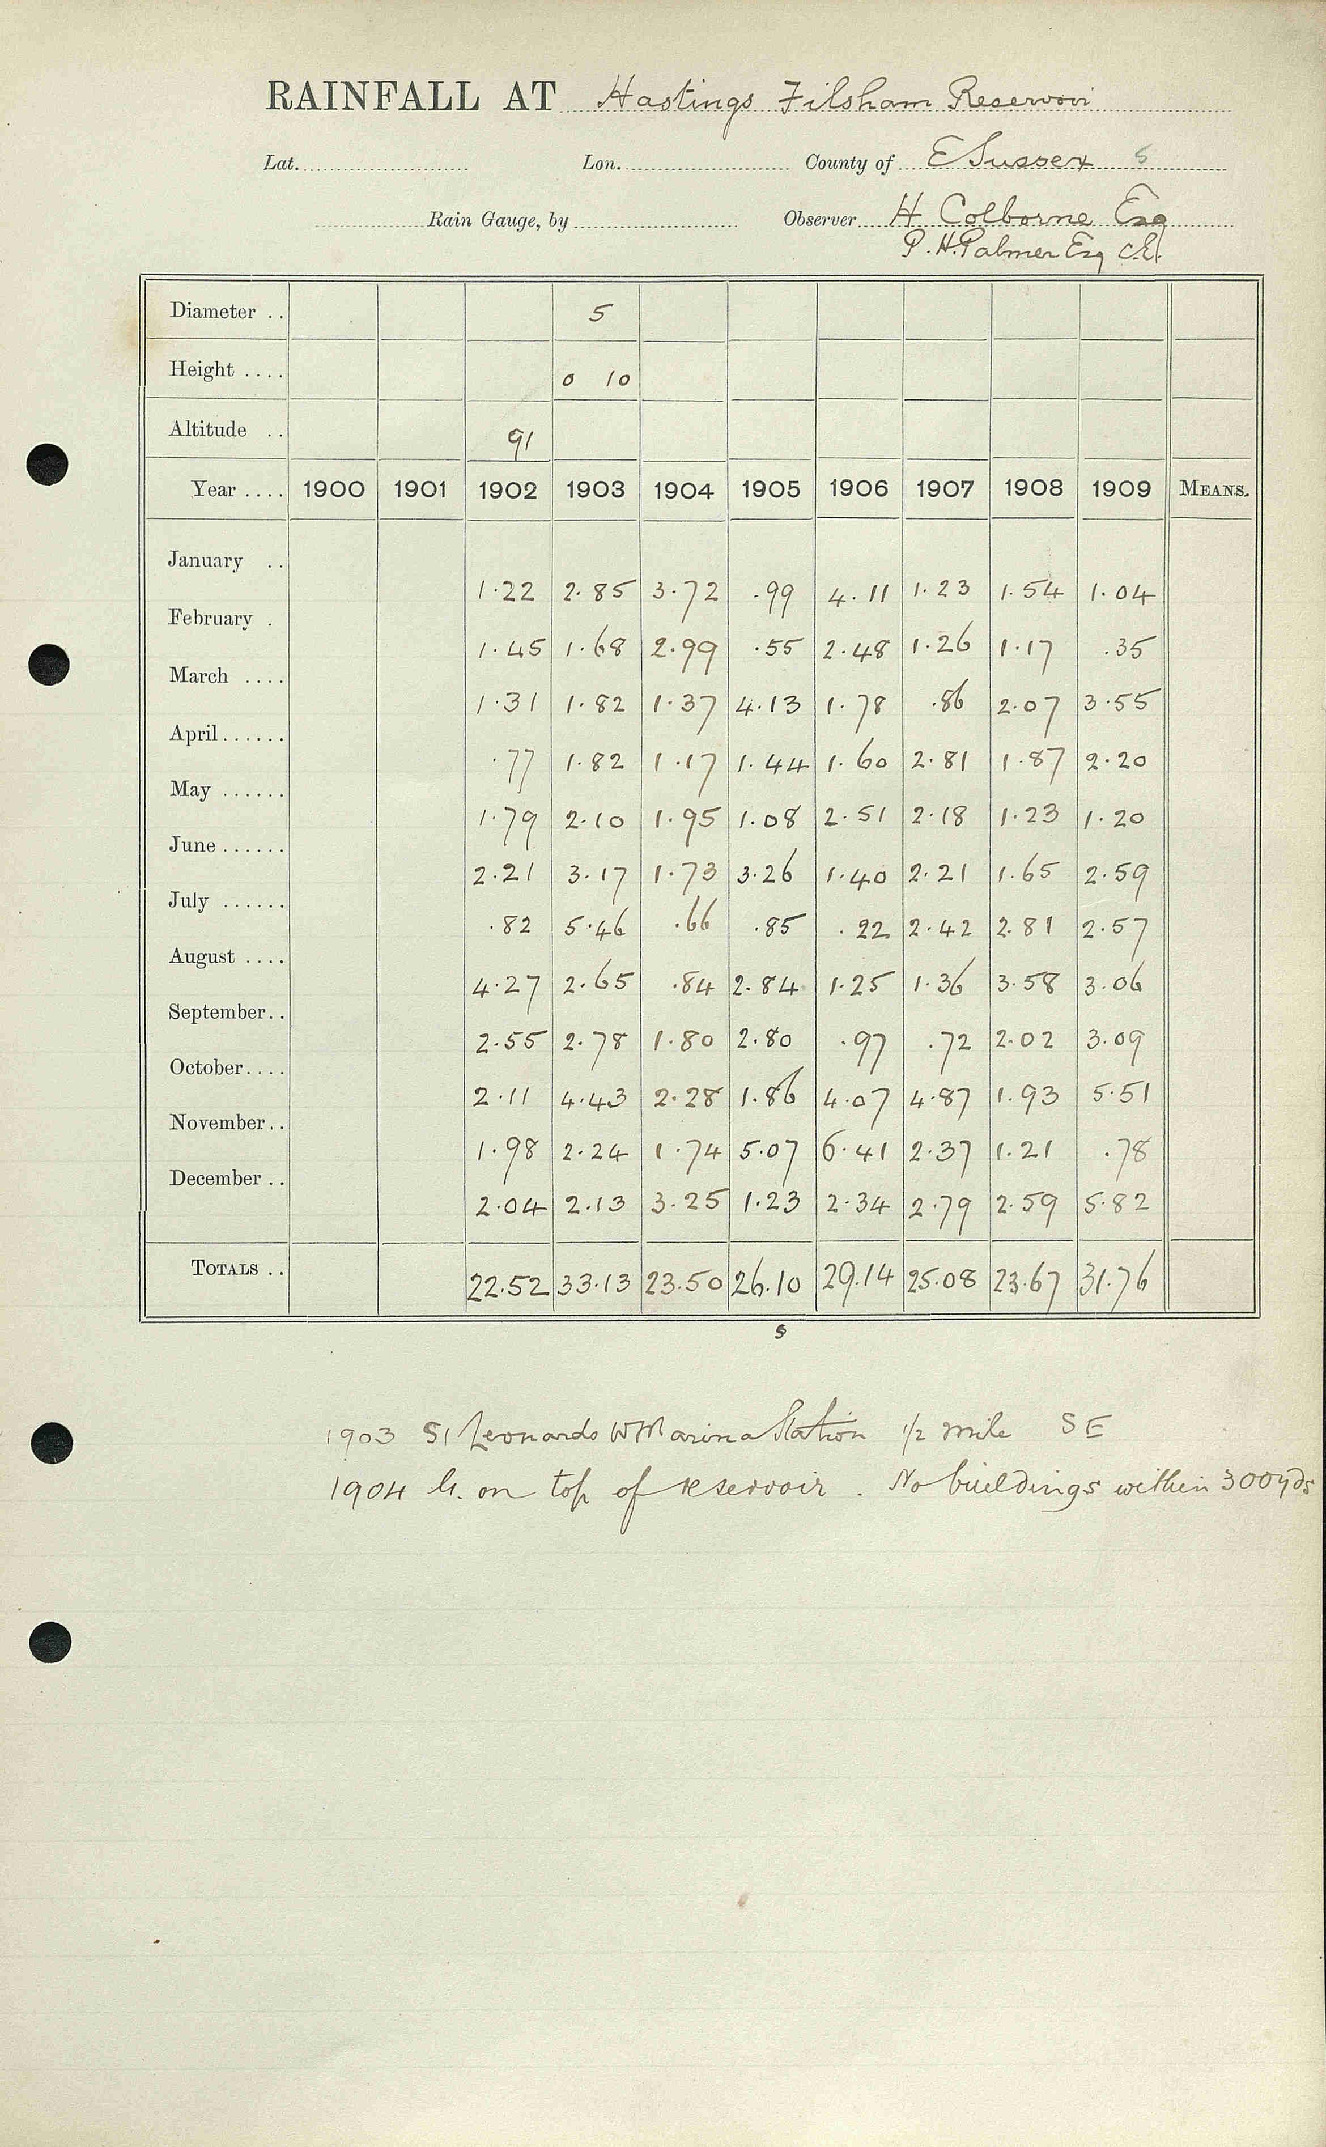 RAINFALL AT Hastings Filsham Reservoir
Lat. Lon. County of E Sussex 5
Rain Gauge, by Observer H Colborne Esq
P. H. Palmer Esq C.E.
Diameter .. 5
Height .... 0 10
Altitude .. 91
Year .... 1900 1901 1902 1903 1904 1905 1906 1907 1908 1909 MEANS.
January .. 1.22 2.85 3.72 .99 4.11 1.23 1.54 1.04
February . 1.45 1.68 2.99 .55 2.48 1.26 1.17 .35
March .... 1.31 1.82 1.37 4.13 1.78 .86 2.07 3.55
April...... .77 1.82 1.17 1.44 1.60 2.81 1.87 2.20
May ...... 1.79 2.10 1.95 1.08 2.51 2.18 1.23 1.20
June ...... 2.21 3.17 1.73 3.26 1.40 2.21 1.65 2.59
July ...... .82 5.46 .66 .85 .22 2.42 2.81 2.57
August .... 4.27 2.65 .84 2.84 1.25 1.36 3.58 3.06
September.. 2.55 2.78 1.80 2.80 .97 .72 2.02 3.09
October.... 2.11 4.43 2.28 1.86 4.07 4.87 1.93 5.51
November.. 1.98 2.24 1.74 5.07 6.41 2.37 1.21 .78
December .. 2.04 2.13 3.25 1.23 2.34 2.79 2.59 5.82
TOTALS .. 22.52 33.13 23.50 26.10 29.14 25.08 23.67 31.76
s
1903 St Leonards W Marina Station 1/2 mile SE
1904 G. on top of reservoir. No buildings within 300 yds